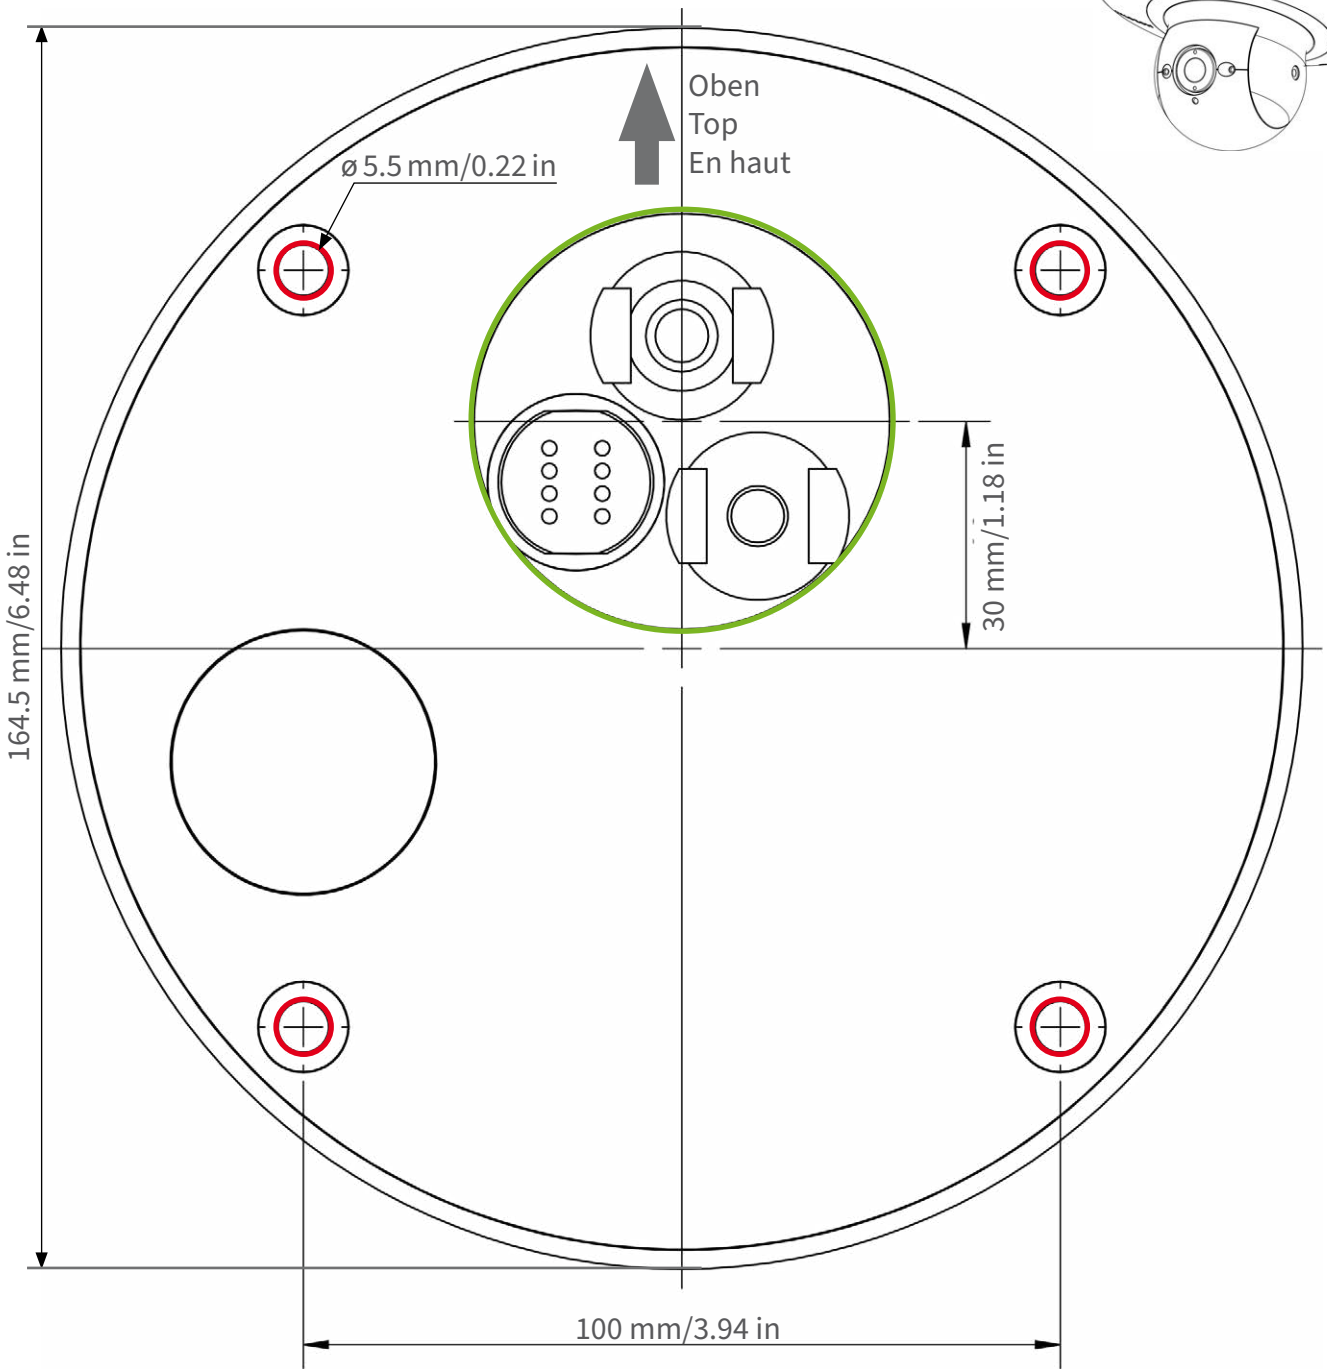 Oben
Top
En haut
ø 5.5 mm/0.22 in
30 mm/1.18 in
164.5 mm/6.48 in
100 mm/3.94 in